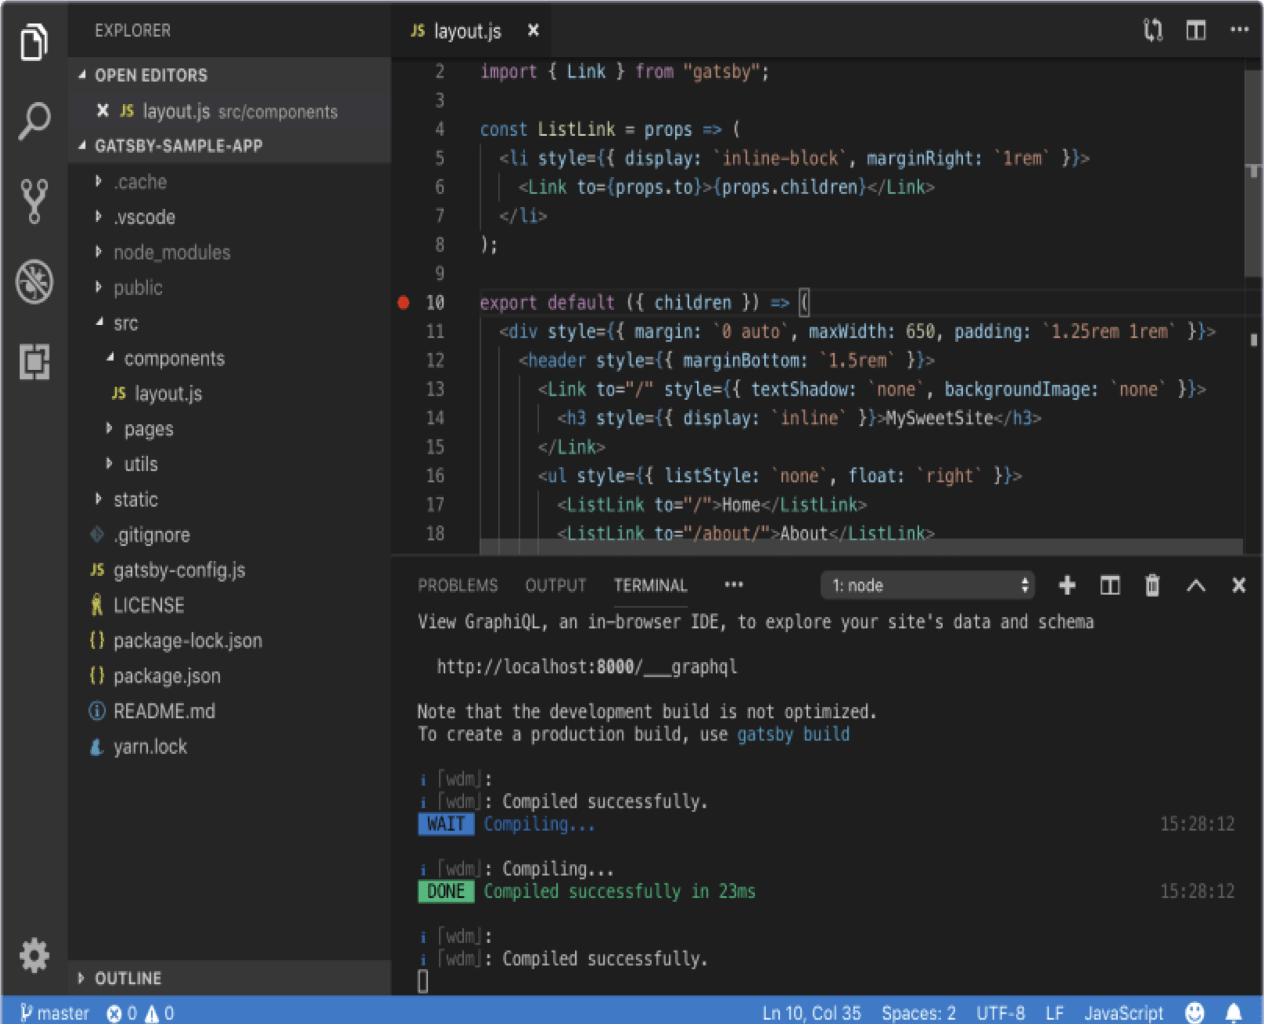 EXPLORER
OPEN EDITORS
JS layout.js src/components
GATSBY-SAMPLE-APP
.cache
.vscode
node_modules
public
src
components
JS layout.js
pages
utils
static
.gitignore
JS gatsby-config.js
LICENSE
{} package-lock.json
{} package.json
README.md
yarn.lock
OUTLINE
JS layout.js
2 import { Link } from "gatsby";
3
4 const ListLink = props => (
5 <li style={{ display: `inline-block`, marginRight: `1rem` }}>
6 <Link to={props.to}>{props.children}</Link>
7 </li>
8 );
9
10 export default ({ children }) => (
11 <div style={{ margin: `0 auto`, maxWidth: 650, padding: `1.25rem 1rem` }}>
12 <header style={{ marginBottom: `1.5rem` }}>
13 <Link to="/" style={{ textShadow: `none`, backgroundImage: `none` }}>
14 <h3 style={{ display: `inline` }}>MySweetSite</h3>
15 </Link>
16 <ul style={{ listStyle: `none`, float: `right` }}>
17 <ListLink to="/">Home</ListLink>
18 <ListLink to="/about/">About</ListLink>
PROBLEMS OUTPUT TERMINAL ••• 1: node
View GraphiQL, an in-browser IDE, to explore your site's data and schema
http://localhost:8000/___graphql
Note that the development build is not optimized.
To create a production build, use gatsby build
i ｢wdm｣:
i ｢wdm｣: Compiled successfully.
WAIT Compiling... 15:28:12
i ｢wdm｣: Compiling...
DONE Compiled successfully in 23ms 15:28:12
i ｢wdm｣:
i ｢wdm｣: Compiled successfully.
master 0 0 Ln 10, Col 35 Spaces: 2 UTF-8 LF JavaScript